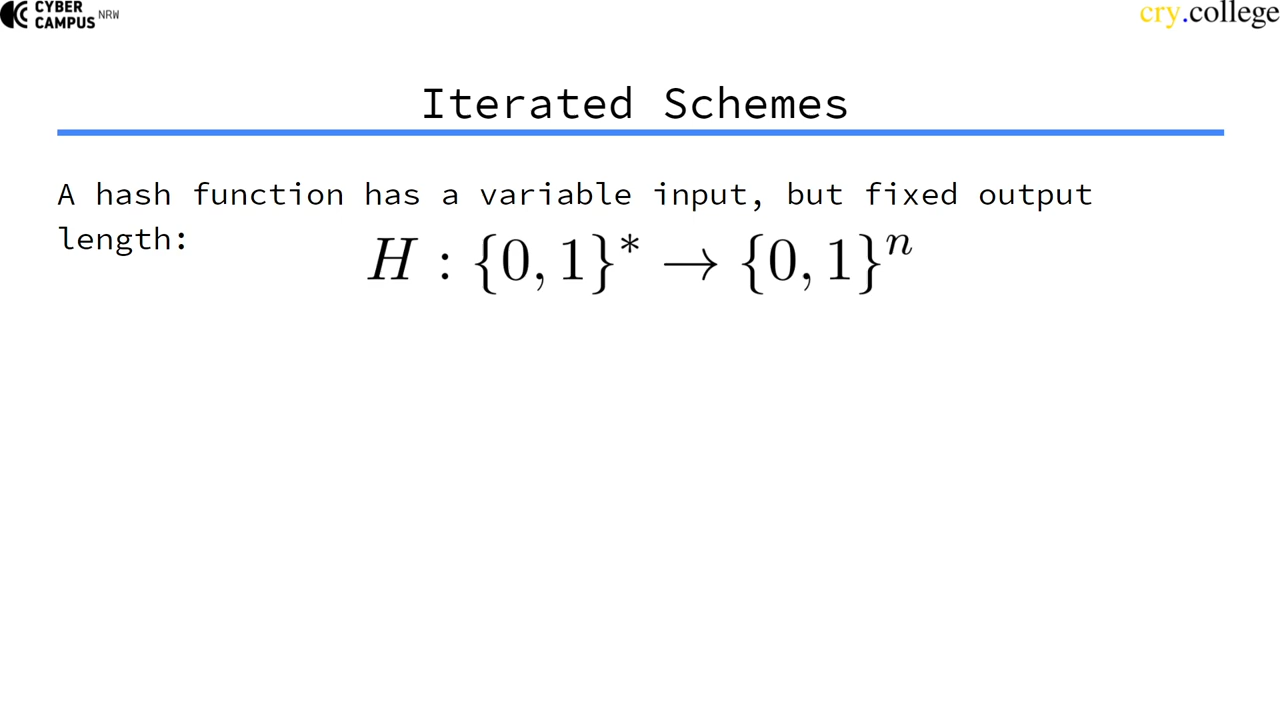 CYBER
CAMPUS NRW
cry.college
Iterated Schemes
A hash function has a variable input, but fixed output
length:
H : {0, 1}* → {0, 1}ⁿ